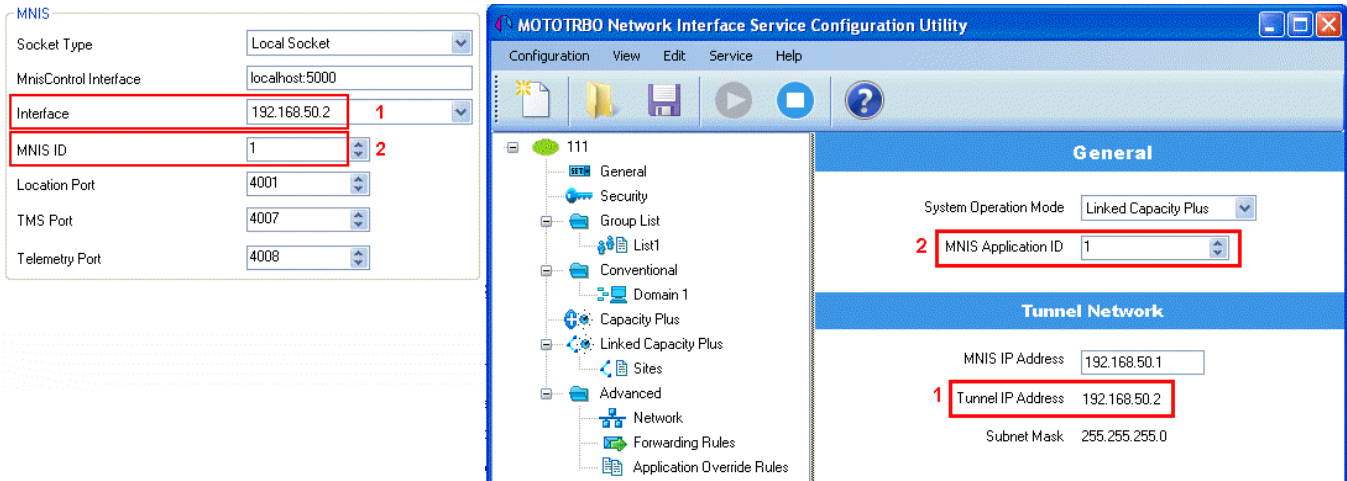 MNIS
Socket Type Local Socket
MnisControl Interface localhost:5000
Interface 192.168.50.2 1
MNIS ID 1 2
Location Port 4001
TMS Port 4007
Telemetry Port 4008
MOTOTRBO Network Interface Service Configuration Utility
Configuration View Edit Service Help
111
SET General
Security
Group List
List1
Conventional
Domain 1
Capacity Plus
Linked Capacity Plus
Sites
Advanced
Network
Forwarding Rules
Application Override Rules
General
System Operation Mode Linked Capacity Plus
2 MNIS Application ID 1
Tunnel Network
MNIS IP Address 192.168.50.1
1 Tunnel IP Address 192.168.50.2
Subnet Mask 255.255.255.0